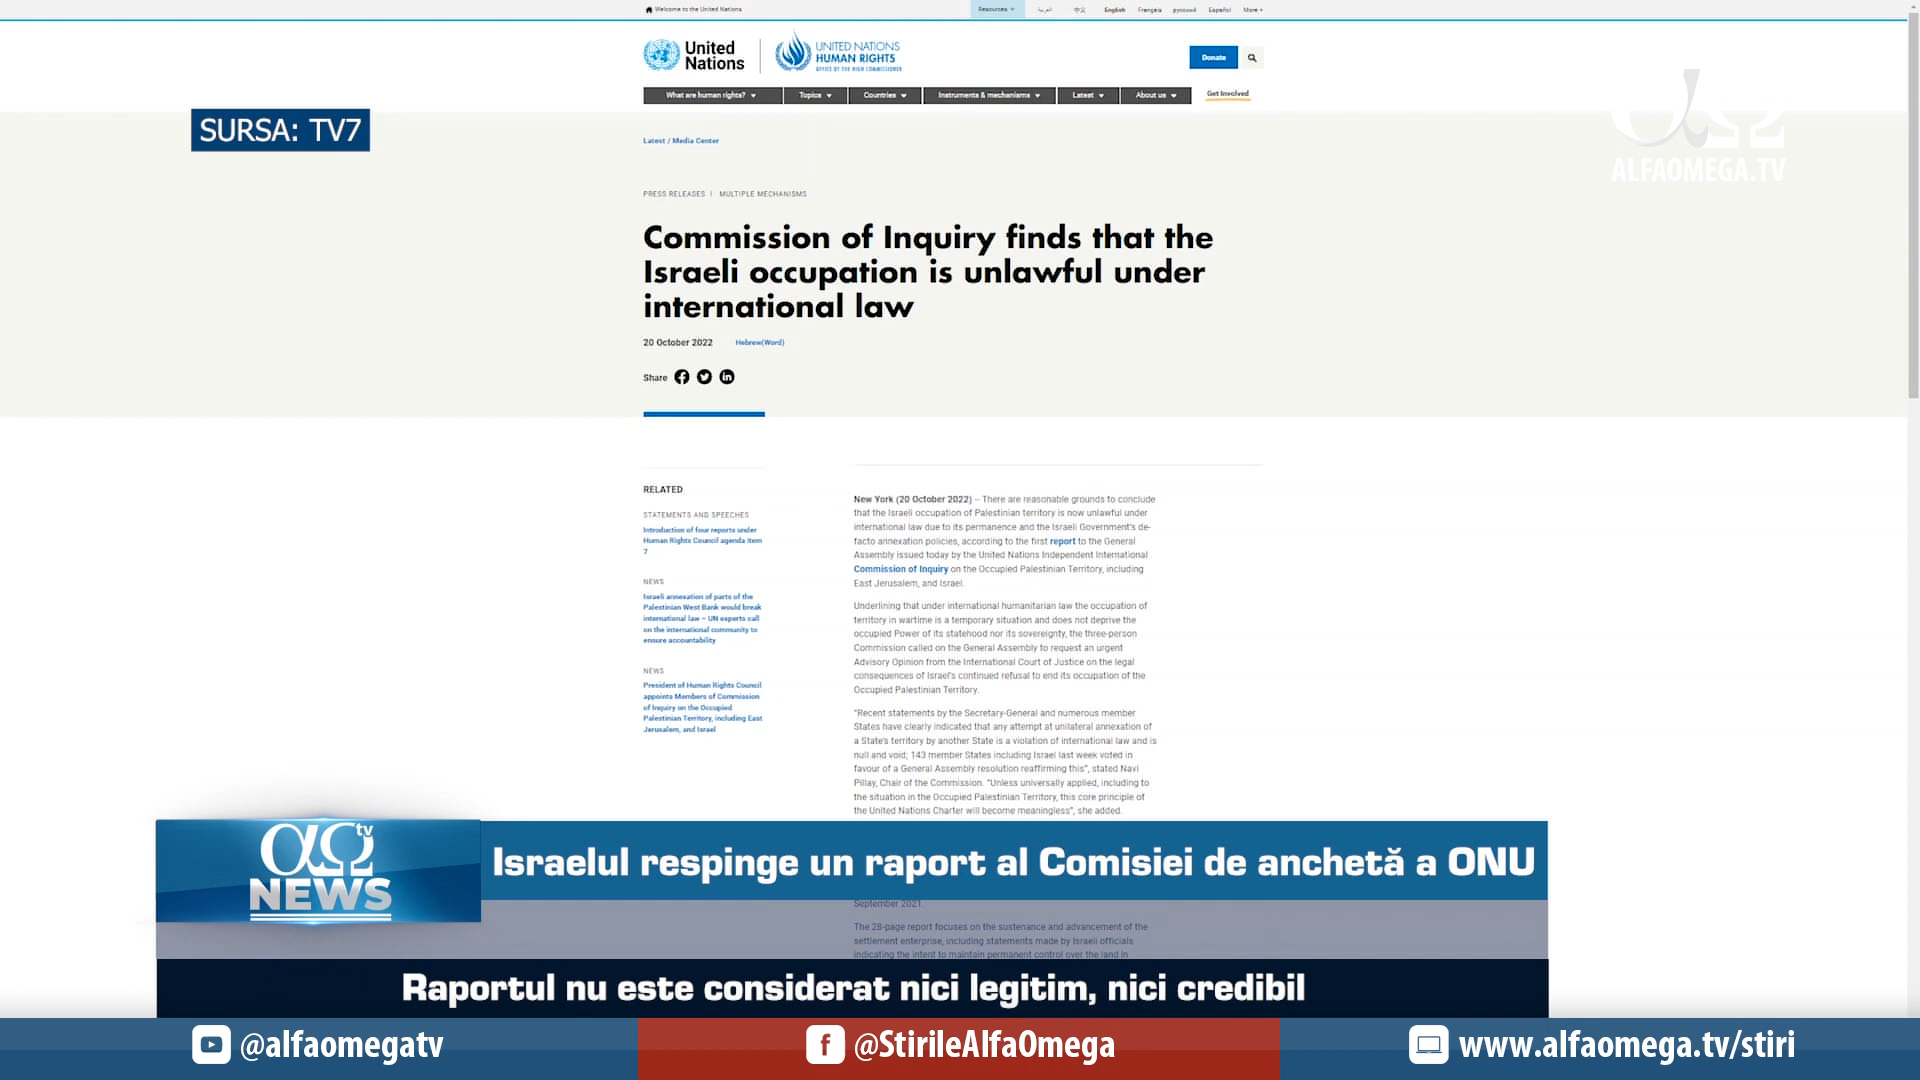 Welcome to the United Nations
Resources
العربية
中文
English
Français
русский
Español
More
United
Nations
UNITED NATIONS
HUMAN RIGHTS
OFFICE OF THE HIGH COMMISSIONER
Donate
What are human rights?
Topics
Countries
Instruments & mechanisms
Latest
About us
Get Involved
SURSA: TV7
ALFAOMEGA.TV
Latest / Media Center
PRESS RELEASES | MULTIPLE MECHANISMS
Commission of Inquiry finds that the
Israeli occupation is unlawful under
international law
20 October 2022 Hebrew(Word)
Share
RELATED
STATEMENTS AND SPEECHES
Introduction of four reports under
Human Rights Council agenda item
7
NEWS
Israeli annexation of parts of the
Palestinian West Bank would break
international law – UN experts call
on the international community to
ensure accountability
NEWS
President of Human Rights Council
appoints Members of Commission
of Inquiry on the Occupied
Palestinian Territory, including East
Jerusalem, and Israel
New York (20 October 2022) – There are reasonable grounds to conclude
that the Israeli occupation of Palestinian territory is now unlawful under
international law due to its permanence and the Israeli Government's de-
facto annexation policies, according to the first report to the General
Assembly issued today by the United Nations Independent International
Commission of Inquiry on the Occupied Palestinian Territory, including
East Jerusalem, and Israel.
Underlining that under international humanitarian law the occupation of
territory in wartime is a temporary situation and does not deprive the
occupied Power of its statehood nor its sovereignty, the three-person
Commission called on the General Assembly to request an urgent
Advisory Opinion from the International Court of Justice on the legal
consequences of Israel's continued refusal to end its occupation of the
Occupied Palestinian Territory.
"Recent statements by the Secretary-General and numerous member
States have clearly indicated that any attempt at unilateral annexation of
a State's territory by another State is a violation of international law and is
null and void; 143 member States including Israel last week voted in
favour of a General Assembly resolution reaffirming this", stated Navi
Pillay, Chair of the Commission. "Unless universally applied, including to
the situation in the Occupied Palestinian Territory, this core principle of
the United Nations Charter will become meaningless", she added.
αΩ tv
NEWS
Israelul respinge un raport al Comisiei de anchetă a ONU
September 2021.
The 28-page report focuses on the sustenance and advancement of the
settlement enterprise, including statements made by Israeli officials
indicating the intent to maintain permanent control over the land in
Raportul nu este considerat nici legitim, nici credibil
@alfaomegatv
@StirileAlfaOmega
www.alfaomega.tv/stiri